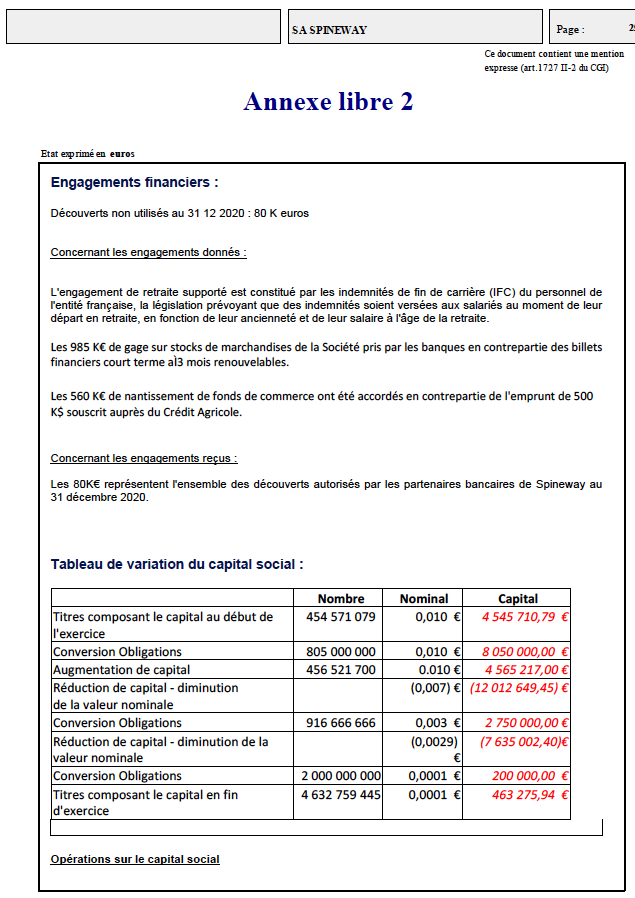 SA SPINEWAY
Page :
Ce document contient une mention
expresse (art.1727 II-2 du CGI)
Annexe libre 2
Etat exprimé en euros
Engagements financiers :
Découverts non utilisés au 31 12 2020 : 80 K euros
Concernant les engagements donnés :
L'engagement de retraite supporté est constitué par les indemnités de fin de carrière (IFC) du personnel de
l'entité française, la législation prévoyant que des indemnités soient versées aux salariés au moment de leur
départ en retraite, en fonction de leur ancienneté et de leur salaire à l'âge de la retraite.
Les 985 K€ de gage sur stocks de marchandises de la Société pris par les banques en contrepartie des billets
financiers court terme aÌ3 mois renouvelables.
Les 560 K€ de nantissement de fonds de commerce ont été accordés en contrepartie de l'emprunt de 500
K$ souscrit auprès du Crédit Agricole.
Concernant les engagements reçus :
Les 80K€ représentent l'ensemble des découverts autorisés par les partenaires bancaires de Spineway au
31 décembre 2020.
Tableau de variation du capital social :
Nombre Nominal Capital
Titres composant le capital au début de 454 571 079 0,010 € 4 545 710,79 €
l'exercice
Conversion Obligations 805 000 000 0,010 € 8 050 000,00 €
Augmentation de capital 456 521 700 0.010 € 4 565 217,00 €
Réduction de capital - diminution (0,007) € (12 012 649,45) €
de la valeur nominale
Conversion Obligations 916 666 666 0,003 € 2 750 000,00 €
Réduction de capital - diminution de la (0,0029) (7 635 002,40)€
valeur nominale €
Conversion Obligations 2 000 000 000 0,0001 € 200 000,00 €
Titres composant le capital en fin 4 632 759 445 0,0001 € 463 275,94 €
d'exercice
Opérations sur le capital social